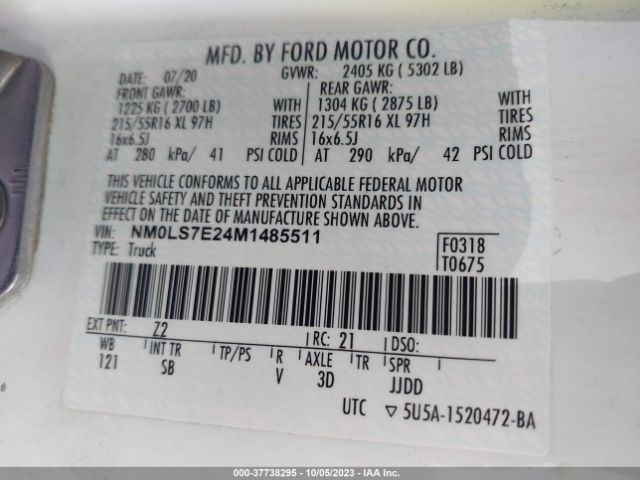 MFD. BY FORD MOTOR CO.
DATE: 07/20 GVWR: 2405 KG ( 5302 LB)
FRONT GAWR: REAR GAWR:
1225 KG ( 2700 LB) WITH 1304 KG ( 2875 LB) WITH
215/55R16 XL 97H TIRES 215/55R16 XL 97H TIRES
16x6.5J RIMS 16x6.5J RIMS
AT 280 kPa/ 41 PSI COLD AT 290 kPa/ 42 PSI COLD
THIS VEHICLE CONFORMS TO ALL APPLICABLE FEDERAL MOTOR
VEHICLE SAFETY AND THEFT PREVENTION STANDARDS IN
EFFECT ON THE DATE OF MANUFACTURE SHOWN ABOVE.
VIN: NM0LS7E24M1485511 F0318
TYPE: Truck T0675
EXT PNT: Z2 RC: 21 DSO:
WB INT TR TP/PS R AXLE TR SPR
121 SB V 3D JJDD
UTC ▽ 5U5A-1520472-BA
000-37738295 - 10/05/2023 - IAA Inc.